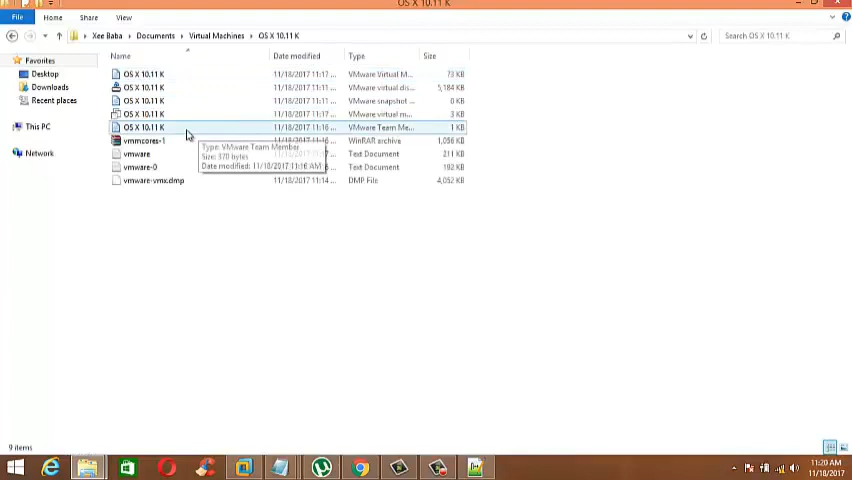 OS X 10.11 K
File Home Share View
Xee Baba Documents Virtual Machines OS X 10.11 K Search OS X 10.11 K
Name Date modified Type Size
Favorites
Desktop
Downloads
Recent places
This PC
Network
OS X 10.11 K 11/18/2017 11:17 ... VMware Virtual M... 73 KB
OS X 10.11 K 11/18/2017 11:17 ... VMware virtual dis... 5,184 KB
OS X 10.11 K 11/18/2017 11:14 ... VMware snapshot ... 0 KB
OS X 10.11 K 11/18/2017 11:17 ... VMware virtual m... 3 KB
OS X 10.11 K 11/18/2017 11:16 ... VMware Team Me... 1 KB
vmmcores-1 11/18/2017 11:16 ... WinRAR archive 1,056 KB
vmware Text Document 211 KB
vmware-0 Text Document 192 KB
vmware-vmx.dmp 11/18/2017 11:14 ... DMP File 4,052 KB
Type: VMware Team Member
Size: 370 bytes
Date modified: 11/18/2017 11:16 AM
9 items
11:20 AM
11/18/2017